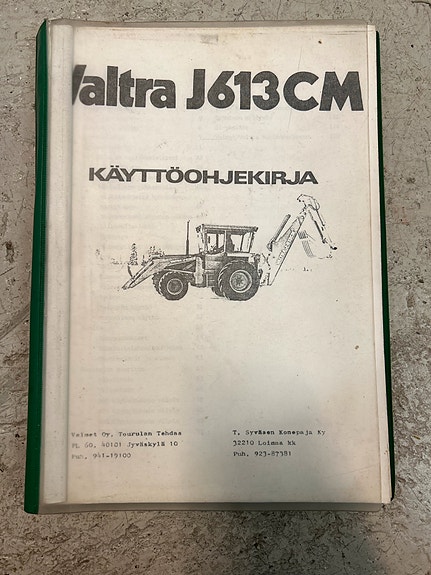 Valtra J613CM
KÄYTTÖOHJEKIRJA
Valmet Oy, Tourulan Tehdas
PL 60, 40101 Jyväskylä 10
Puh. 941-19100
T, Syväsen Konepaja Ky
32210 Loimaa kk
Puh. 923-87381